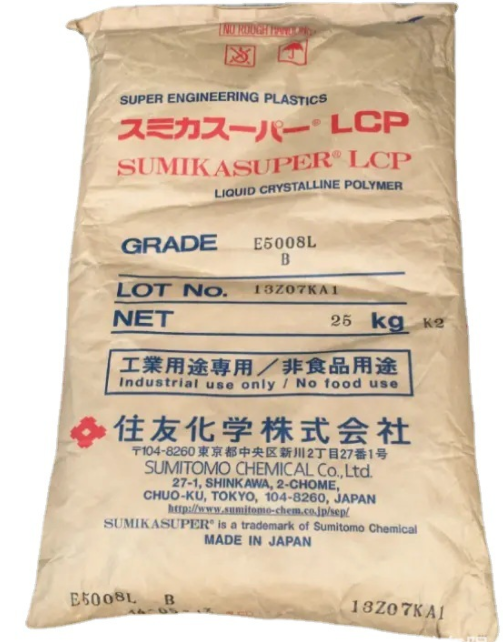 NO ROUGH HANDLING
SUPER ENGINEERING PLASTICS
スミカスーパー® LCP
SUMIKASUPER® LCP
LIQUID CRYSTALLINE POLYMER
GRADE E5008L
B
LOT No. 13Z07KA1
NET 25 kg K2
工業用途専用／非食品用途
Industrial use only / No food use
住友化学株式会社
〒104-8260 東京都中央区新川2丁目27番1号
SUMITOMO CHEMICAL Co., Ltd.
27-1, SHINKAWA, 2-CHOME,
CHUO-KU, TOKYO, 104-8260, JAPAN
http://www.sumitomo-chem.co.jp/sep/
SUMIKASUPER® is a trademark of Sumitomo Chemical
MADE IN JAPAN
E5008L B 13Z07KA1